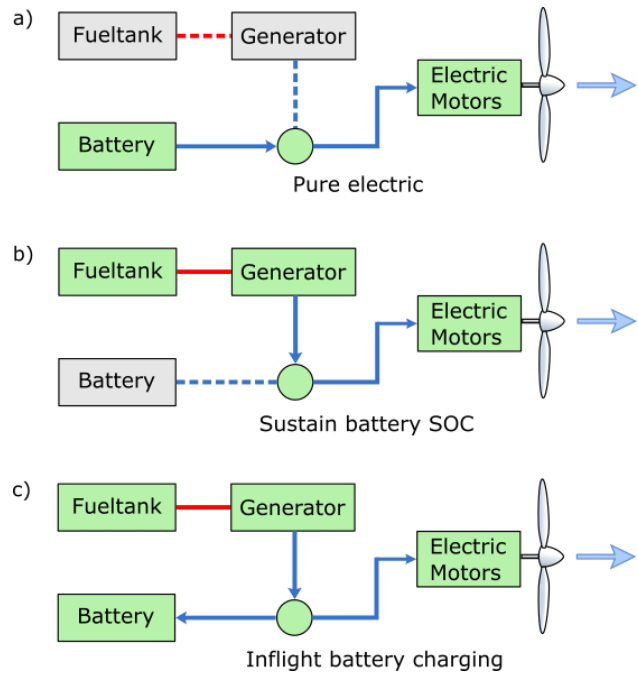 a)
Fueltank
Generator
Electric
Motors
Battery
Pure electric
b)
Fueltank
Generator
Electric
Motors
Battery
Sustain battery SOC
c)
Fueltank
Generator
Electric
Motors
Battery
Inflight battery charging